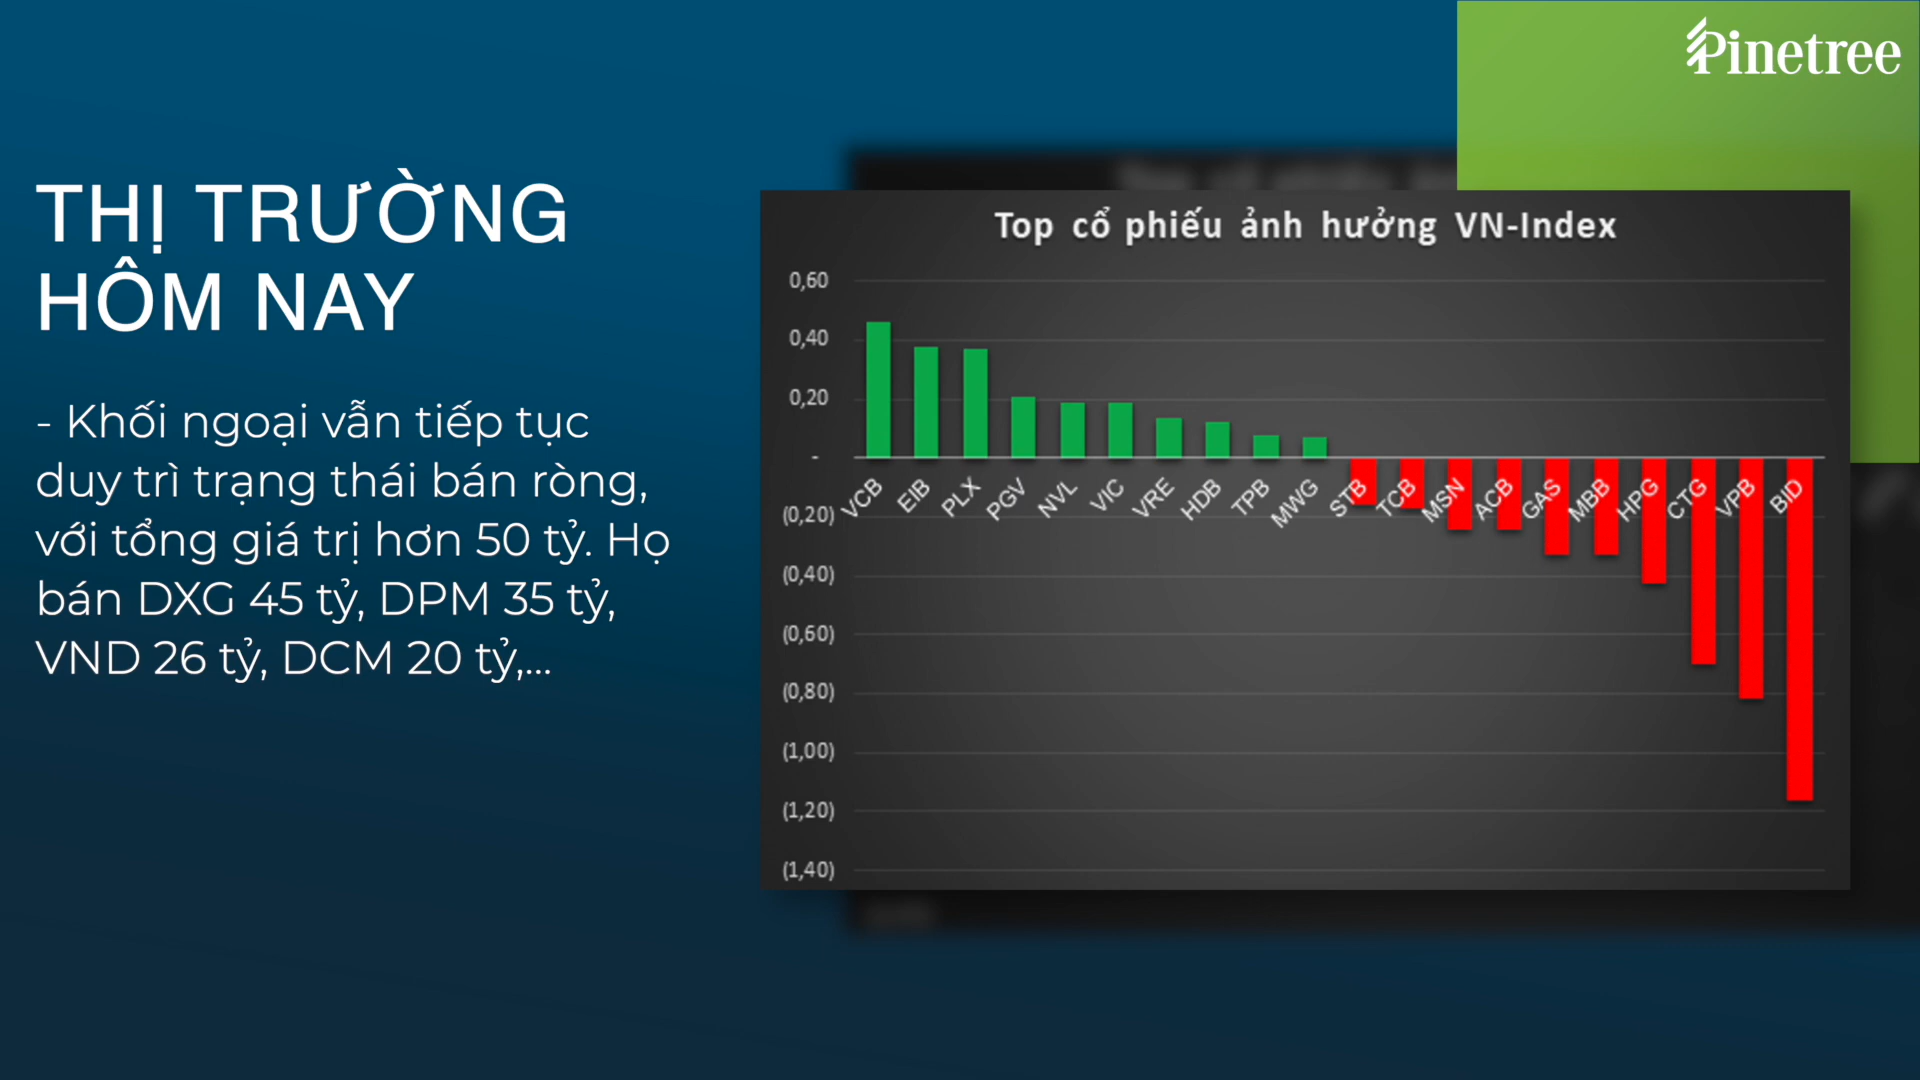 Pinetree
THỊ TRƯỜNG
HÔM NAY
- Khối ngoại vẫn tiếp tục
duy trì trạng thái bán ròng,
với tổng giá trị hơn 50 tỷ. Họ
bán DXG 45 tỷ, DPM 35 tỷ,
VND 26 tỷ, DCM 20 tỷ,...
Top cổ phiếu ảnh hưởng VN-Index
0,60
0,40
0,20
-
(0,20)
(0,40)
(0,60)
(0,80)
(1,00)
(1,20)
(1,40)
VCB
EIB
PLX
PGV
NVL
VIC
VRE
HDB
TPB
MWG
STB
TCB
MSN
ACB
GAS
MBB
HPG
CTG
VPB
BID